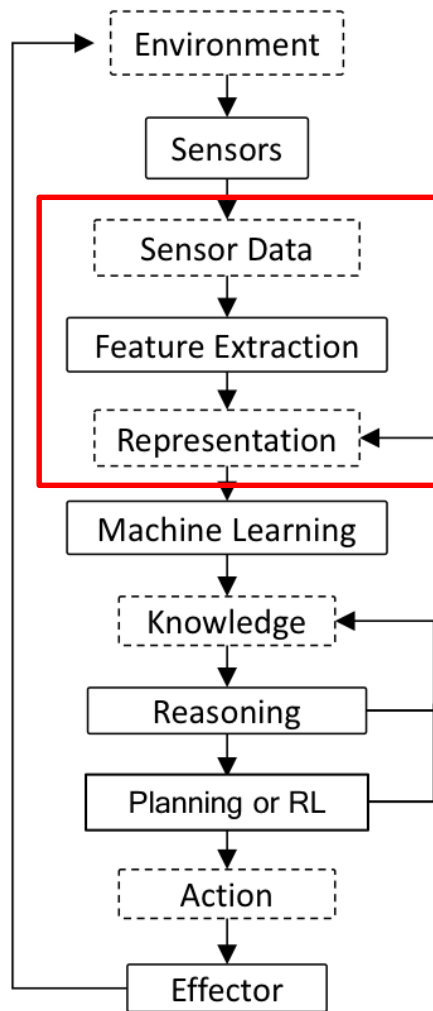 Environment
Sensors
Sensor Data
Feature Extraction
Representation
Machine Learning
Knowledge
Reasoning
Planning or RL
Action
Effector